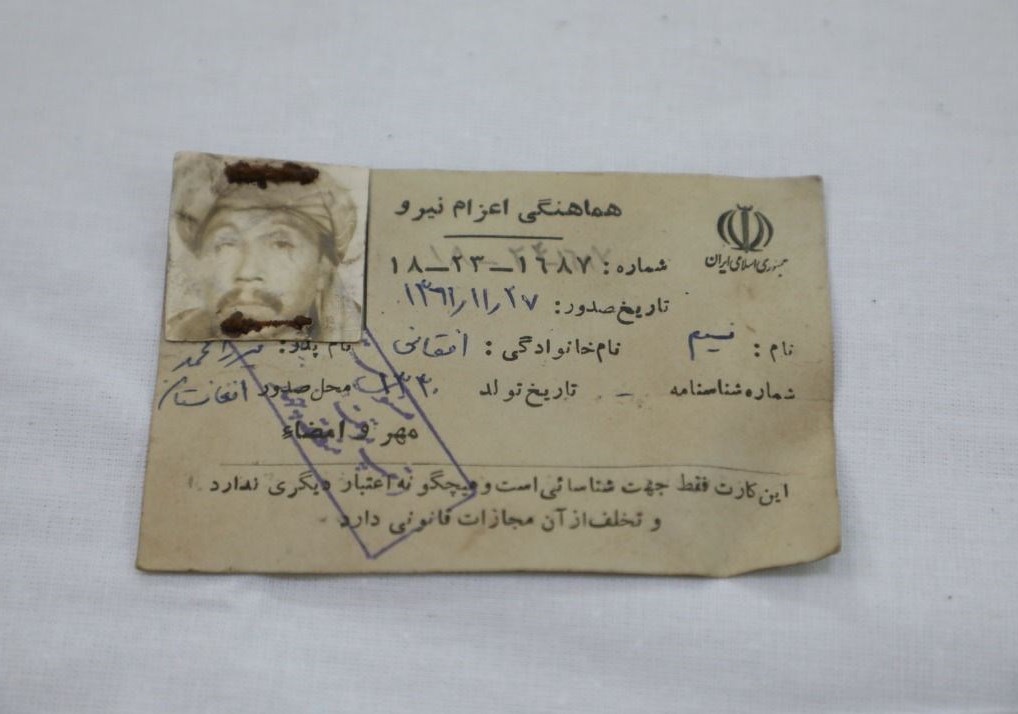 هماهنگی اعزام نیرو
جمهوری اسلامی ایران
شماره: ۱۸-۲۳-۱۶۸۷
تاریخ صدور: ۱۳۶۱/۱۱/۲۷
نام: نسیم نام خانوادگی: افغانی نام پدر:
شماره شناسنامه - تاریخ تولد محل صدور افغانستان
مهر و امضاء
این کارت فقط جهت شناسائی است و هیچگونه اعتبار دیگری ندارد
و تخلف از آن مجازات قانونی دارد